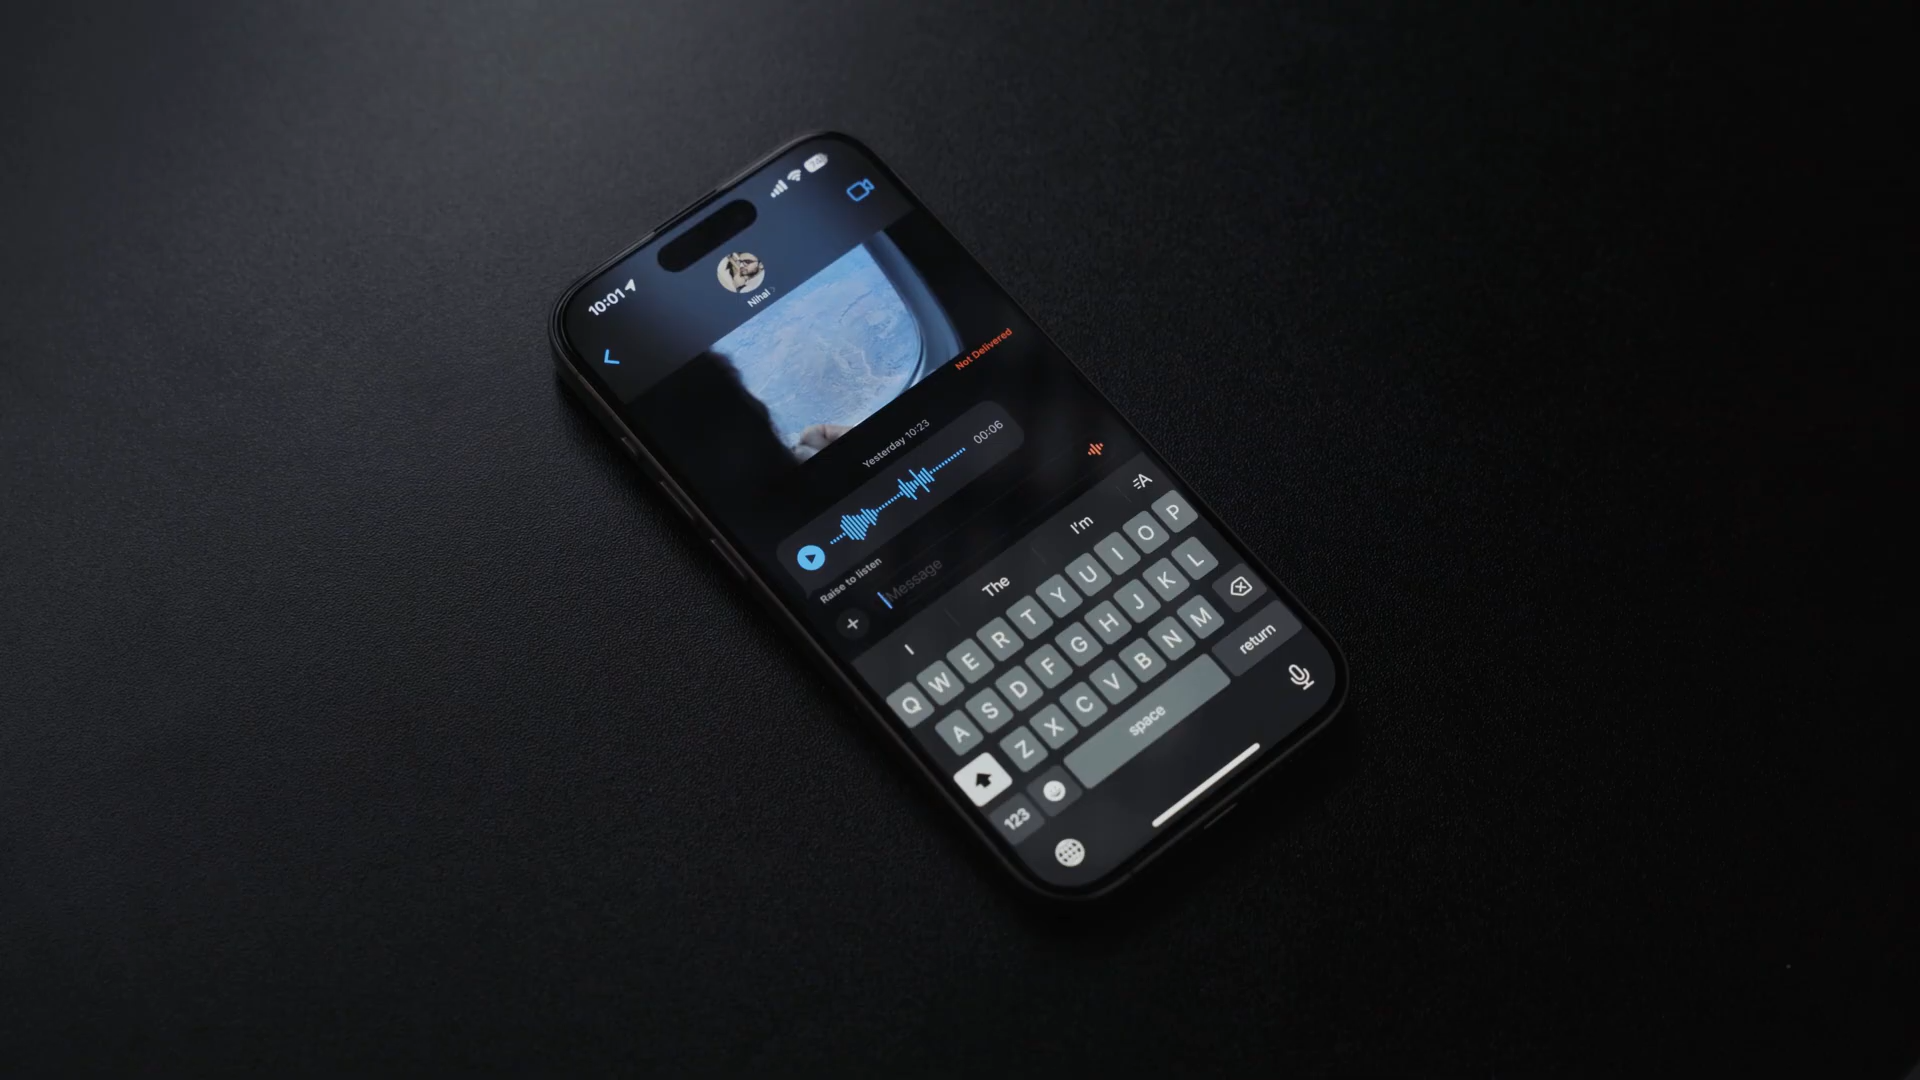 10:01
Nihal
Not Delivered
Yesterday 10:23
00:06
Raise to listen
Message
I
The
I'm
Q W E R T Y U I O P
A S D F G H J K L
Z X C V B N M
123
space
return